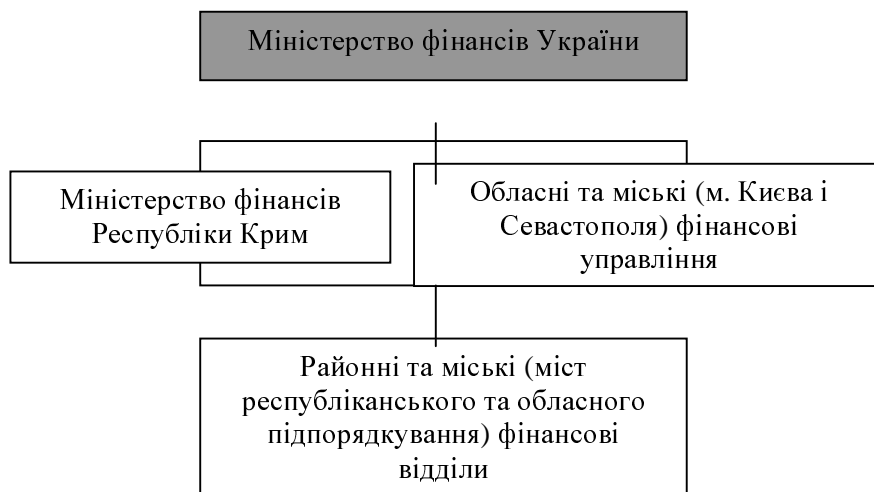 Міністерство фінансів України
Міністерство фінансів
Республіки Крим
Обласні та міські (м. Києва і
Севастополя) фінансові
управління
Районні та міські (міст
республіканського та обласного
підпорядкування) фінансові
відділи